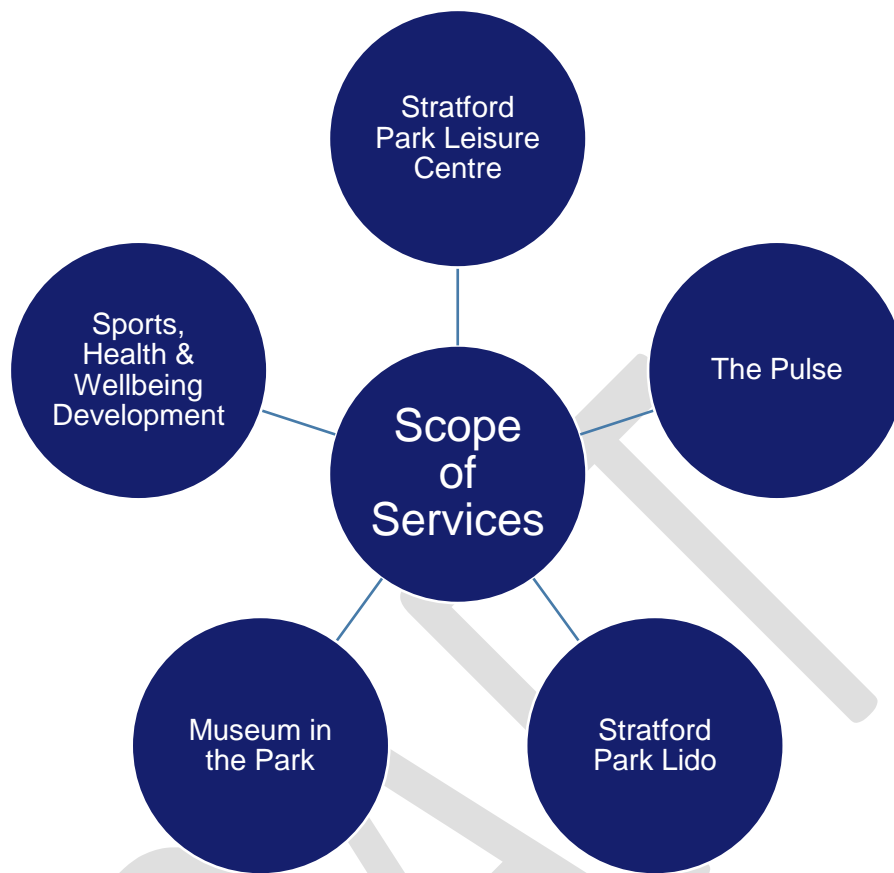 Stratford
Park Leisure
Centre
Sports,
Health &
Wellbeing
Development
The Pulse
Scope
of
Services
Museum in
the Park
Stratford
Park Lido